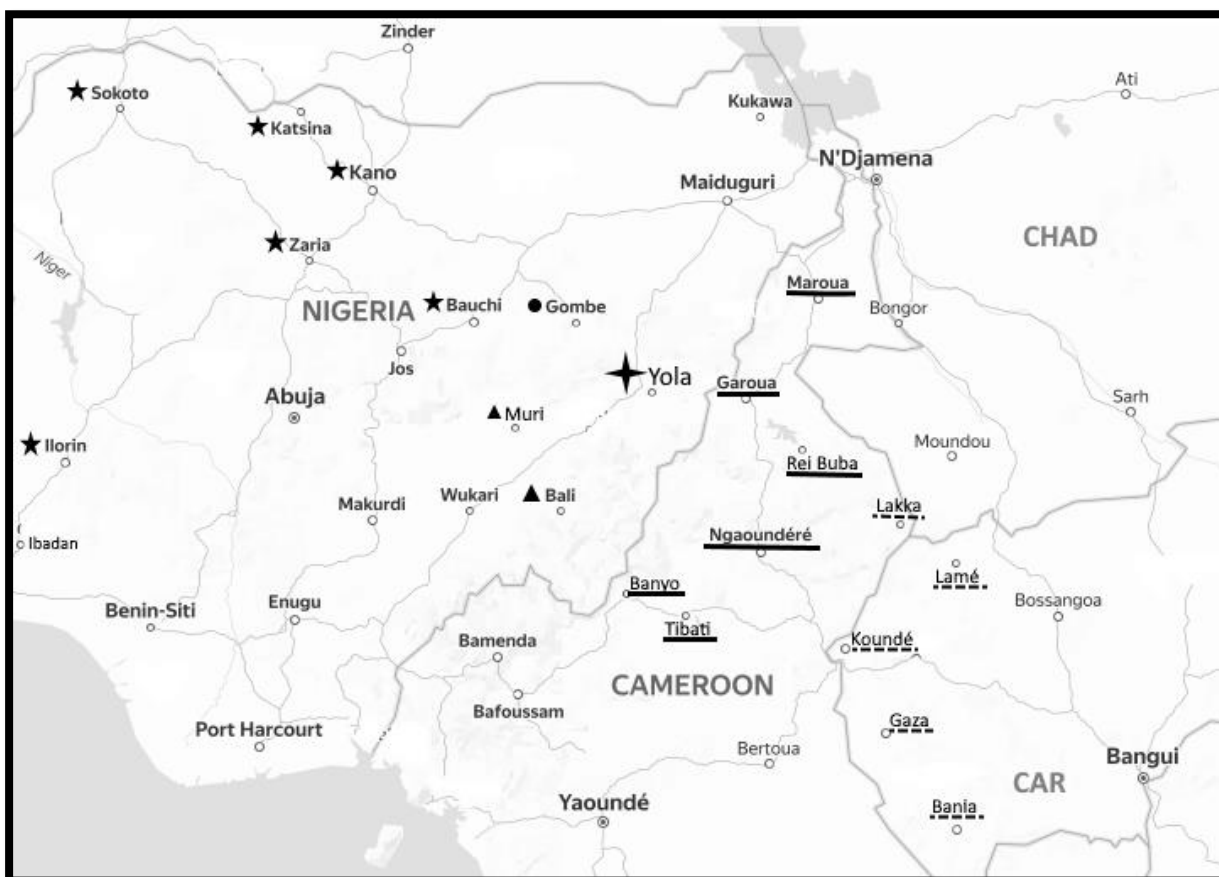 Zinder
Ati
Sokoto
Kukawa
Katsina
N'Djamena
Kano
Maiduguri
CHAD
Zaria
Niger
Maroua
NIGERIA
Bauchi
Gombe
Bongor
Jos
Yola
Garoua
Abuja
Sarh
Muri
Ilorin
Moundou
Rei Buba
Makurdi
Wukari
Bali
Lakka
Ibadan
Ngaoundéré
Lamé
Banyo
Benin-Siti
Enugu
Bossangoa
Tibati
Bamenda
Koundé
CAMEROON
Bafoussam
Port Harcourt
Gaza
Bertoua
Bangui
CAR
Yaoundé
Bania